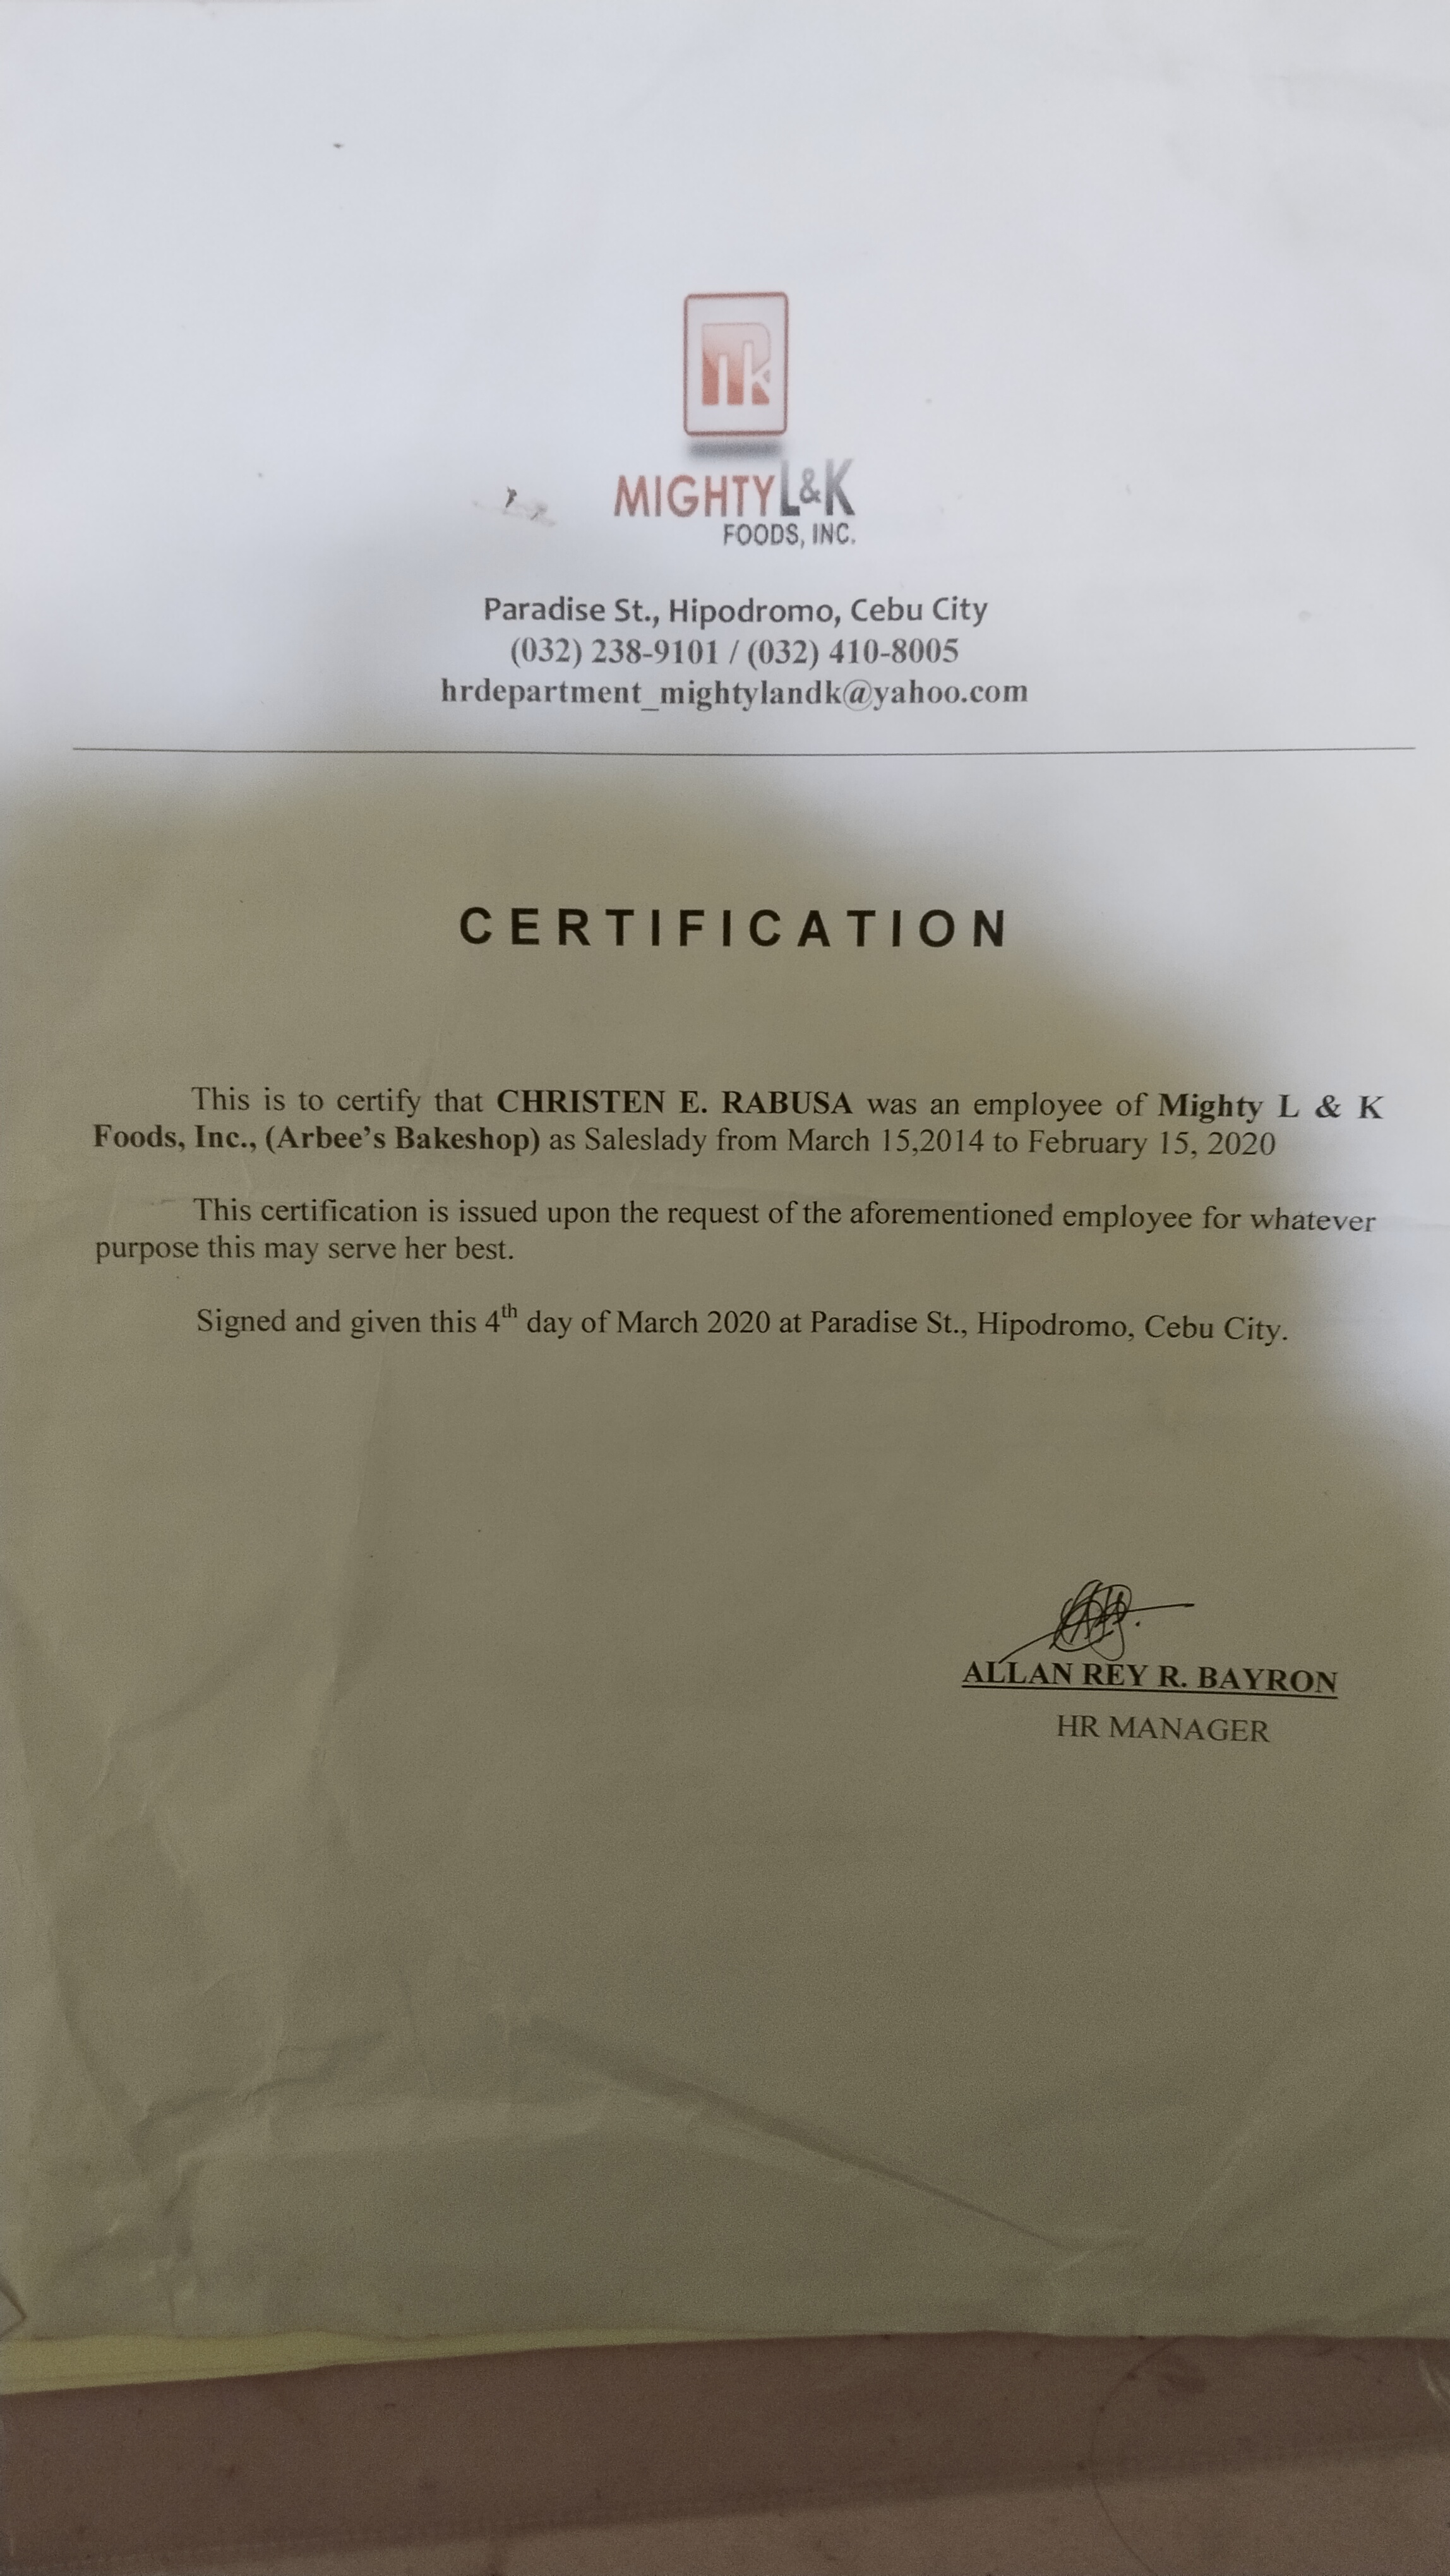 MIGHTY L&K
FOODS, INC.
Paradise St., Hipodromo, Cebu City
(032) 238-9101 / (032) 410-8005
hrdepartment_mightylandk@yahoo.com
CERTIFICATION
This is to certify that CHRISTEN E. RABUSA was an employee of Mighty L & K
Foods, Inc., (Arbee's Bakeshop) as Saleslady from March 15,2014 to February 15, 2020
This certification is issued upon the request of the aforementioned employee for whatever
purpose this may serve her best.
Signed and given this 4th day of March 2020 at Paradise St., Hipodromo, Cebu City.
ALLAN REY R. BAYRON
HR MANAGER